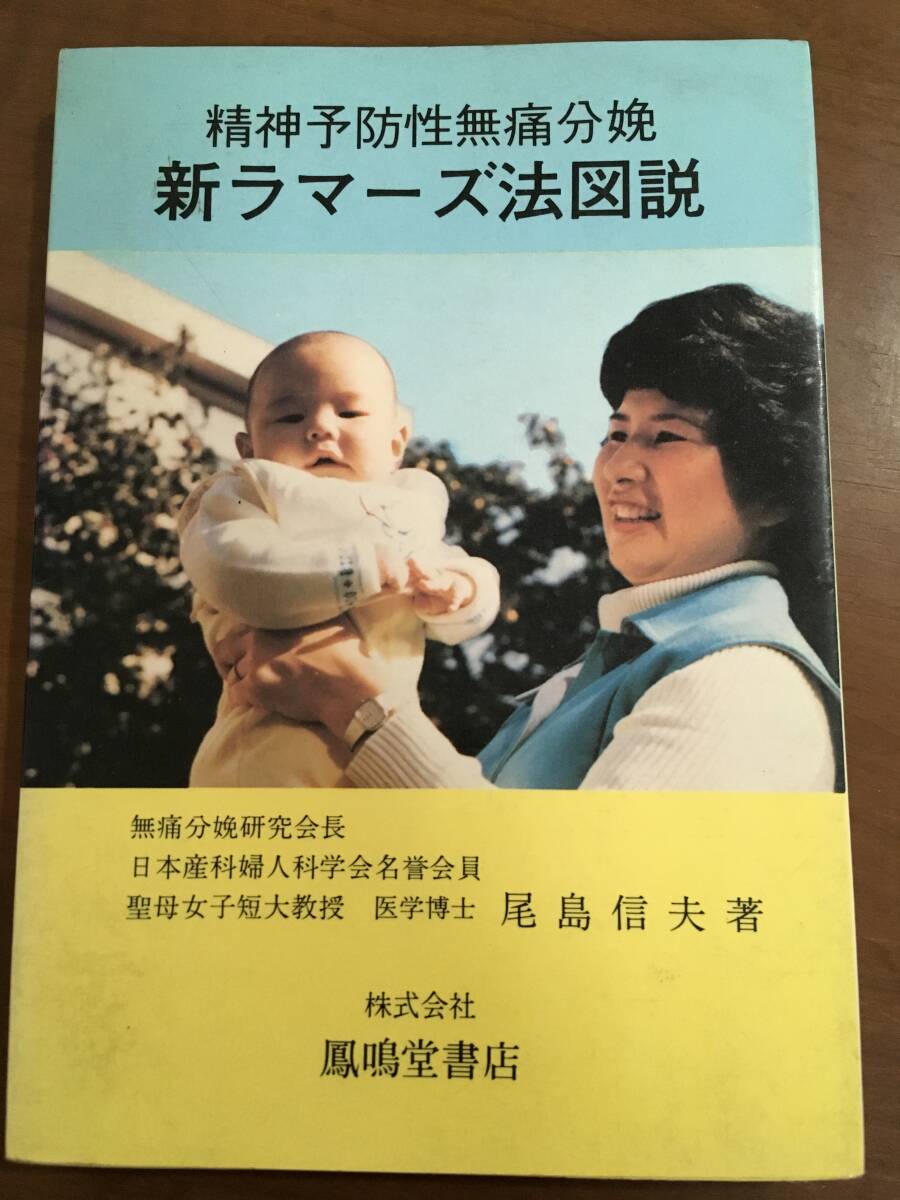 精神予防性無痛分娩
新ラマーズ法図説
無痛分娩研究会長
日本産科婦人科学会名誉会員
聖母女子短大教授　医学博士　尾島信夫著
株式会社
鳳鳴堂書店